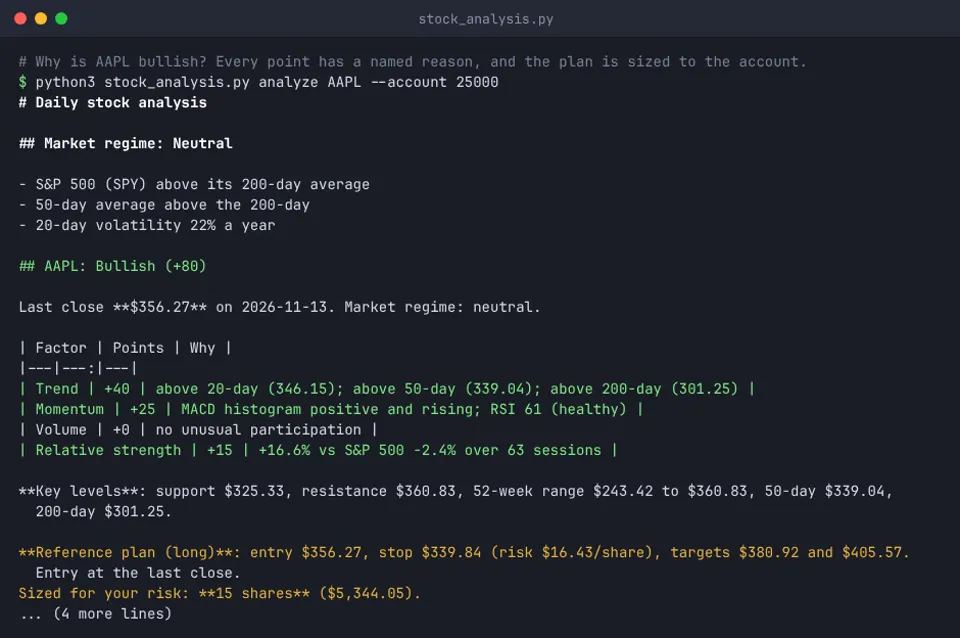 stock_analysis.py
# Why is AAPL bullish? Every point has a named reason, and the plan is sized to the account.
$ python3 stock_analysis.py analyze AAPL --account 25000
# Daily stock analysis
## Market regime: Neutral
- S&P 500 (SPY) above its 200-day average
- 50-day average above the 200-day
- 20-day volatility 22% a year
## AAPL: Bullish (+80)
Last close **$356.27** on 2026-11-13. Market regime: neutral.
| Factor | Points | Why |
|---|---:|---|
| Trend | +40 | above 20-day (346.15); above 50-day (339.04); above 200-day (301.25) |
| Momentum | +25 | MACD histogram positive and rising; RSI 61 (healthy) |
| Volume | +0 | no unusual participation |
| Relative strength | +15 | +16.6% vs S&P 500 -2.4% over 63 sessions |
**Key levels**: support $325.33, resistance $360.83, 52-week range $243.42 to $360.83, 50-day $339.04,
200-day $301.25.
**Reference plan (long)**: entry $356.27, stop $339.84 (risk $16.43/share), targets $380.92 and $405.57.
Entry at the last close.
Sized for your risk: **15 shares** ($5,344.05).
... (4 more lines)